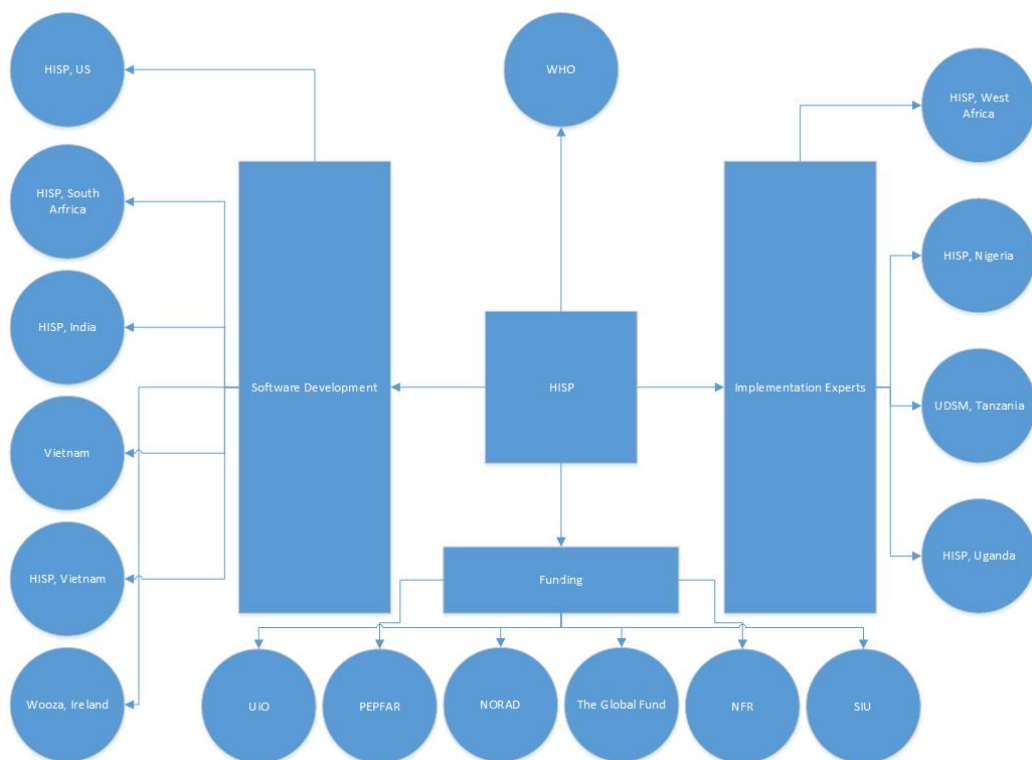 HISP, US
WHO
HISP, West
Africa
HISP, South
Arfrica
HISP, Nigeria
HISP, India
Software Development
HISP
Implementation Experts
UDSM, Tanzania
Vietnam
HISP, Vietnam
Funding
HISP, Uganda
Wooza, Ireland
UiO
PEPFAR
NORAD
The Global Fund
NFR
SIU